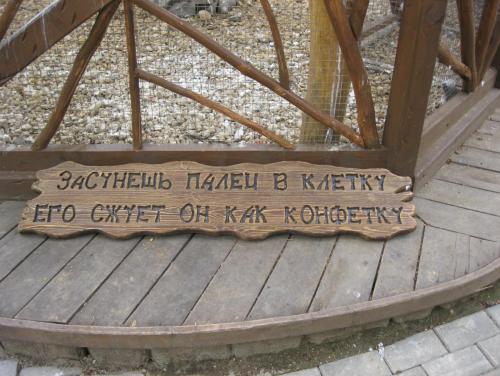 ЗАСУНЕШЬ ПАЛЕЦ В КЛЕТКУ
ЕГО СЖУЕТ ОН КАК КОНФЕТКУ